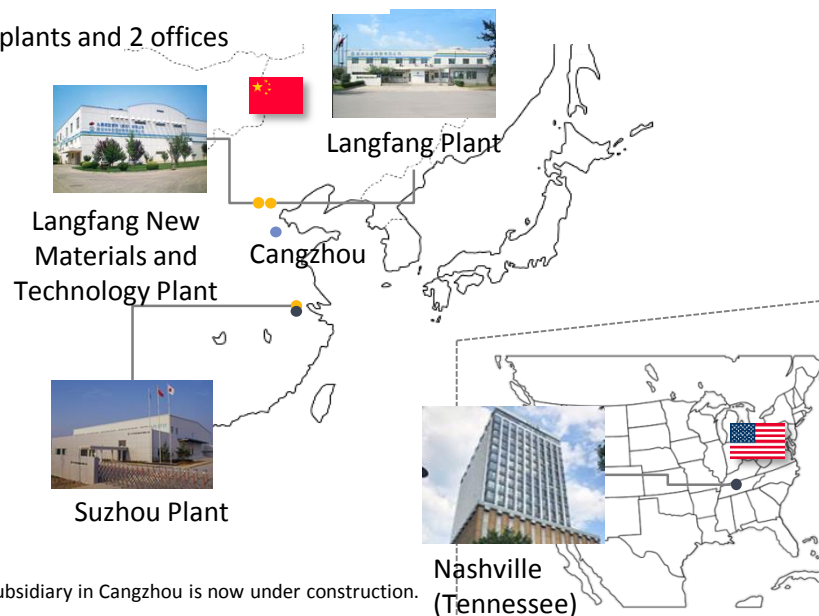 plants and 2 offices
Langfang Plant
Langfang New
Materials and
Technology Plant
Cangzhou
Suzhou Plant
Nashville
(Tennessee)
ubsidiary in Cangzhou is now under construction.